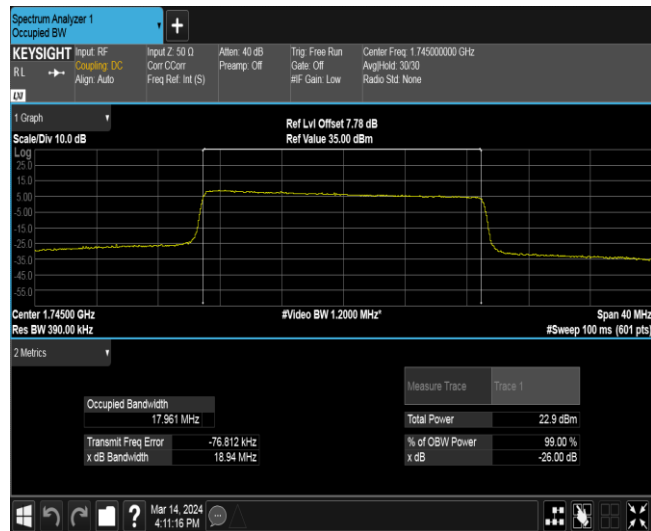 Spectrum Analyzer 1
Occupied BW
+
KEYSIGHT
RL
LXI
Input: RF
Coupling: DC
Align: Auto
Input Z: 50 Ω
Corr CCorr
Freq Ref: Int (S)
Atten: 40 dB
Preamp: Off
Trig: Free Run
Gate: Off
#IF Gain: Low
Center Freq: 1.745000000 GHz
Avg|Hold: 30/30
Radio Std: None
1 Graph
Scale/Div 10.0 dB
Ref Lvl Offset 7.78 dB
Ref Value 35.00 dBm
Log
25.0
15.0
5.00
-5.00
-15.0
-25.0
-35.0
-45.0
-55.0
Center 1.74500 GHz
#Video BW 1.2000 MHz*
Span 40 MHz
Res BW 390.00 kHz
#Sweep 100 ms (601 pts)
2 Metrics
Measure Trace
Trace 1
Occupied Bandwidth
17.961 MHz
Total Power
22.9 dBm
Transmit Freq Error
-76.812 kHz
% of OBW Power
99.00 %
x dB Bandwidth
18.94 MHz
x dB
-26.00 dB
?
Mar 14, 2024
4:11:16 PM